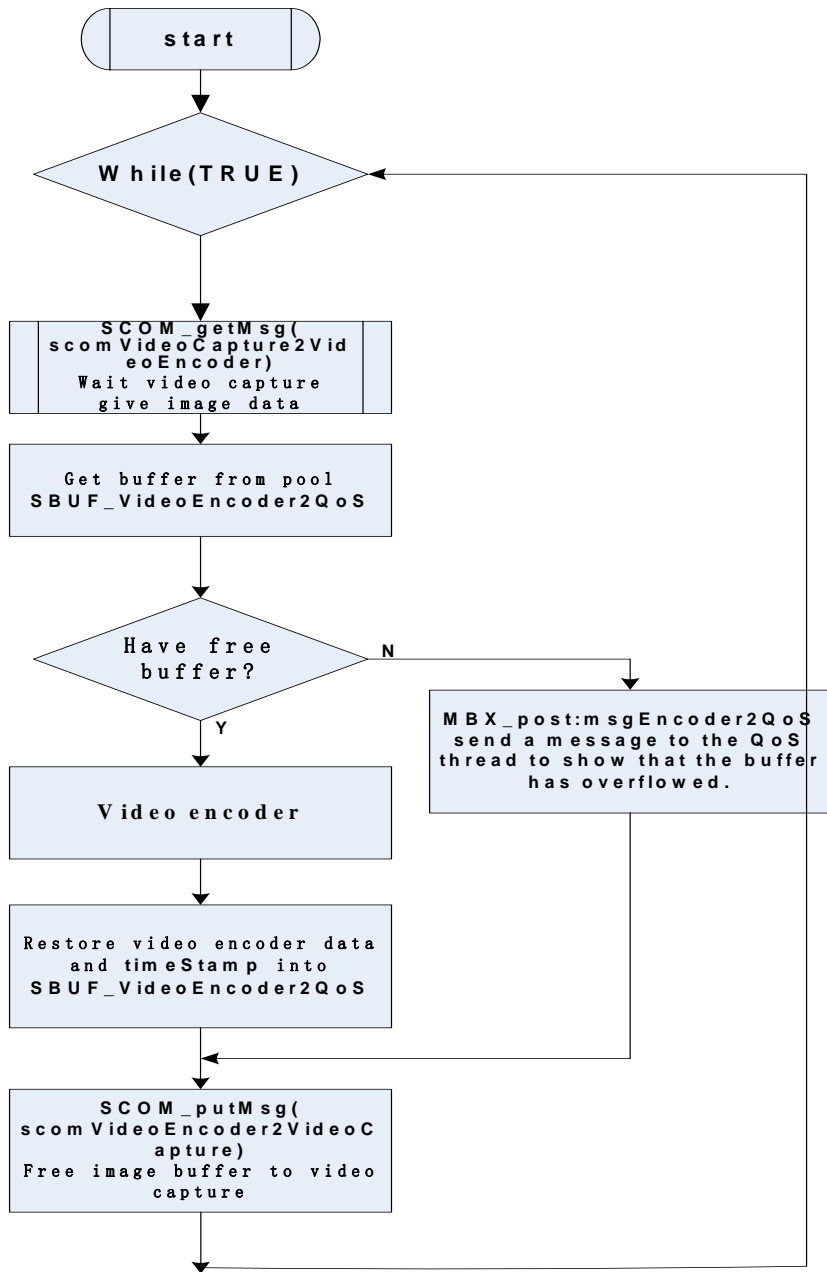 start
While(TRUE)
SCOM_getMsg(
scomVideoCapture2Vid
eoEncoder)
Wait video capture
give image data
Get buffer from pool
SBUF_VideoEncoder2QoS
Have free
buffer?
N
Y
MBX_post:msgEncoder2QoS
send a message to the QoS
thread to show that the buffer
has overflowed.
Video encoder
Restore video encoder data
and timeStamp into
SBUF_VideoEncoder2QoS
SCOM_putMsg(
scomVideoEncoder2VideoC
apture)
Free image buffer to video
capture